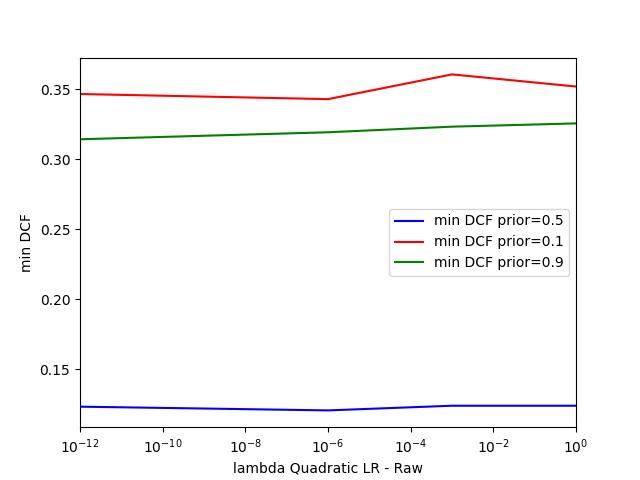 0.35
0.30
0.25
0.20
0.15
min DCF
min DCF prior=0.5
min DCF prior=0.1
min DCF prior=0.9
10⁻¹² 10⁻¹⁰ 10⁻⁸ 10⁻⁶ 10⁻⁴ 10⁻² 10⁰
lambda Quadratic LR - Raw